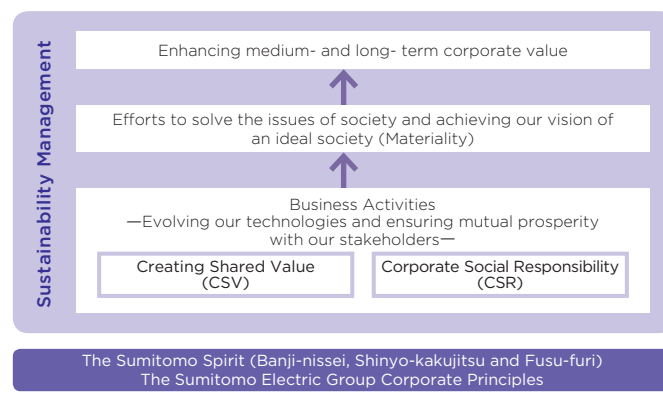 Sustainability Management
Enhancing medium- and long- term corporate value
Efforts to solve the issues of society and achieving our vision of
an ideal society (Materiality)
Business Activities
—Evolving our technologies and ensuring mutual prosperity
with our stakeholders—
Creating Shared Value
(CSV)
Corporate Social Responsibility
(CSR)
The Sumitomo Spirit (Banji-nissei, Shinyo-kakujitsu and Fusu-furi)
The Sumitomo Electric Group Corporate Principles